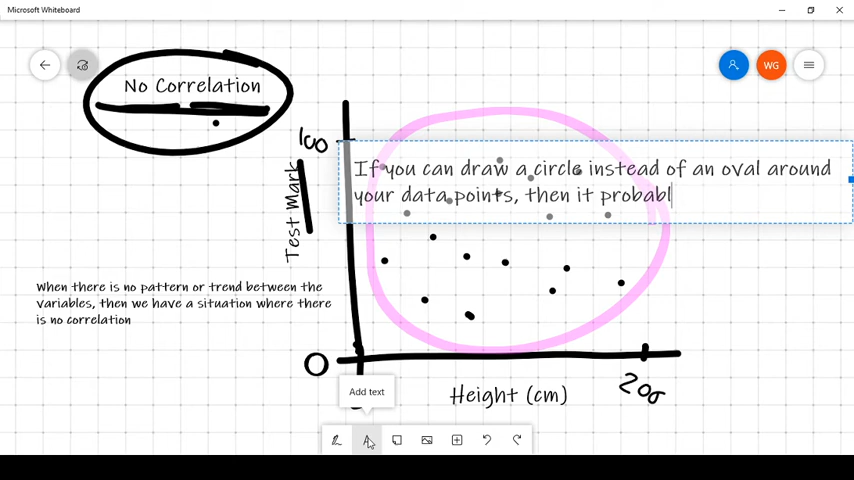 Microsoft Whiteboard
No Correlation
WG
100
If you can draw a circle instead of an oval around
your data points, then it probabl
Test Mark
When there is no pattern or trend between the
variables, then we have a situation where there
is no correlation
0
Add text
Height (cm)
200